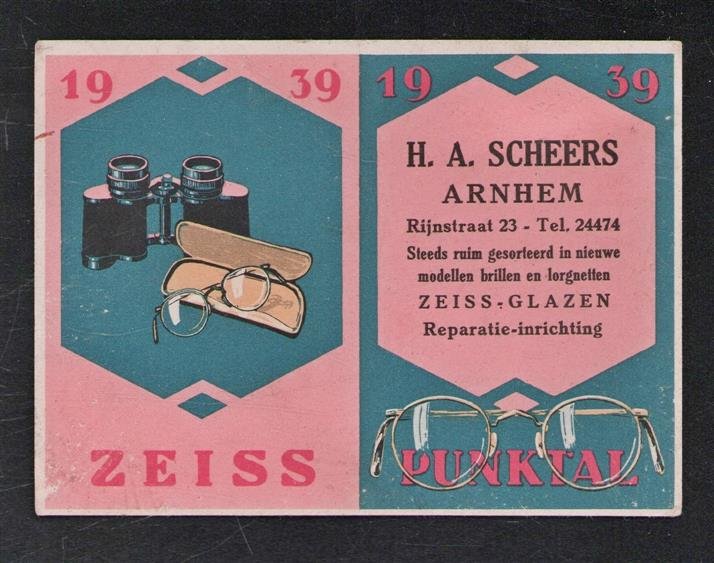 19 39
ZEISS
19 39
H. A. SCHEERS
ARNHEM
Rijnstraat 23 - Tel. 24474
Steeds ruim gesorteerd in nieuwe
modellen brillen en lorgnetten
ZEISS-GLAZEN
Reparatie-inrichting
PUNKTAL